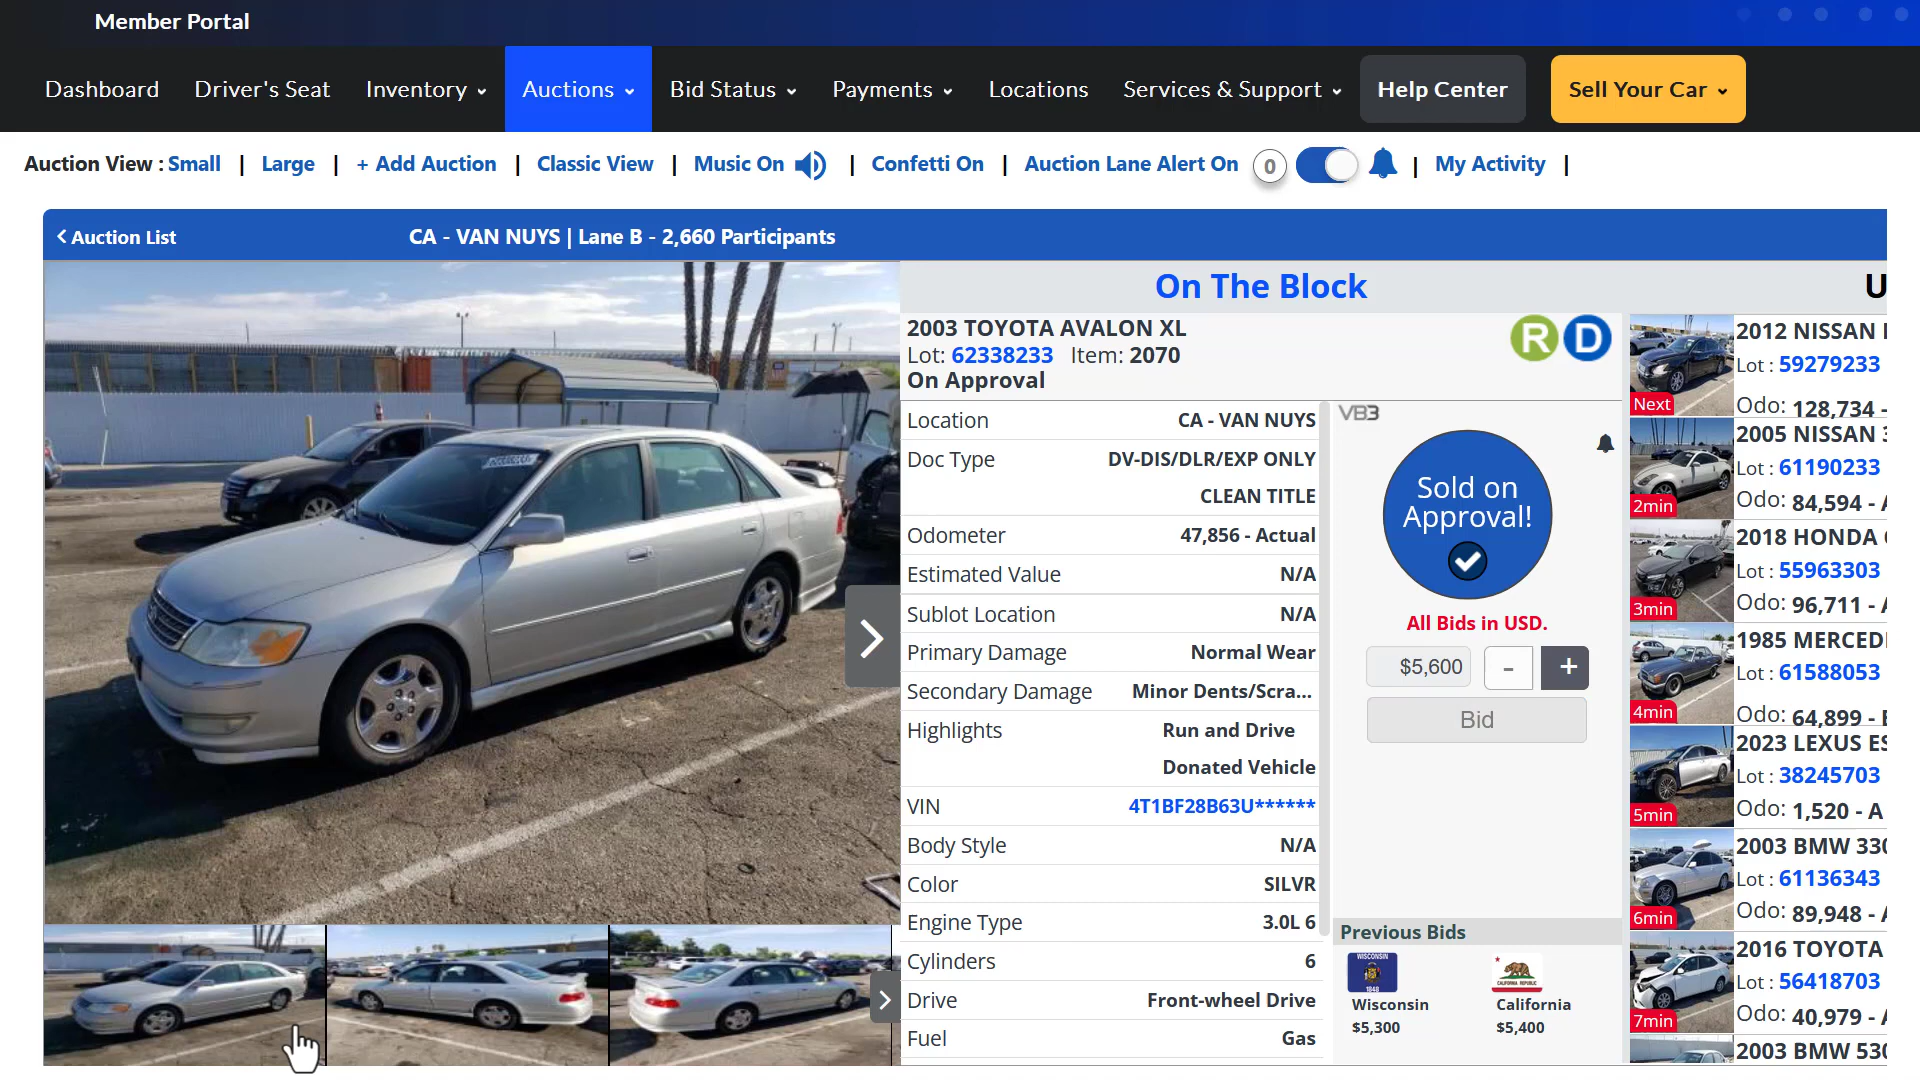 Member Portal
Dashboard
Driver's Seat
Inventory
Auctions
Bid Status
Payments
Locations
Services & Support
Help Center
Sell Your Car
Auction View : Small | Large | + Add Auction | Classic View | Music On | Confetti On | Auction Lane Alert On 0 | My Activity |
Auction List
CA - VAN NUYS | Lane B - 2,660 Participants
On The Block
2003 TOYOTA AVALON XL
Lot: 62338233 Item: 2070
On Approval
R D
Location CA - VAN NUYS
Doc Type DV-DIS/DLR/EXP ONLY
CLEAN TITLE
Odometer 47,856 - Actual
Estimated Value N/A
Sublot Location N/A
Primary Damage Normal Wear
Secondary Damage Minor Dents/Scra...
Highlights Run and Drive
Donated Vehicle
VIN 4T1BF28B63U******
Body Style N/A
Color SILVR
Engine Type 3.0L 6
Cylinders 6
Drive Front-wheel Drive
Fuel Gas
VB3
Sold on
Approval!
All Bids in USD.
$5,600 - +
Bid
Previous Bids
WISCONSIN
1848
Wisconsin
$5,300
CALIFORNIA REPUBLIC
California
$5,400
U
2012 NISSAN
Lot : 59279233
Next
Odo: 128,734 -
2005 NISSAN 3
Lot : 61190233
2min
Odo: 84,594 - A
2018 HONDA
Lot : 55963303
3min
Odo: 96,711 - A
1985 MERCED
Lot : 61588053
4min
Odo: 64,899 - E
2023 LEXUS ES
Lot : 38245703
5min
Odo: 1,520 - A
2003 BMW 330
Lot : 61136343
6min
Odo: 89,948 - A
2016 TOYOTA
Lot : 56418703
7min
Odo: 40,979 - A
2003 BMW 530